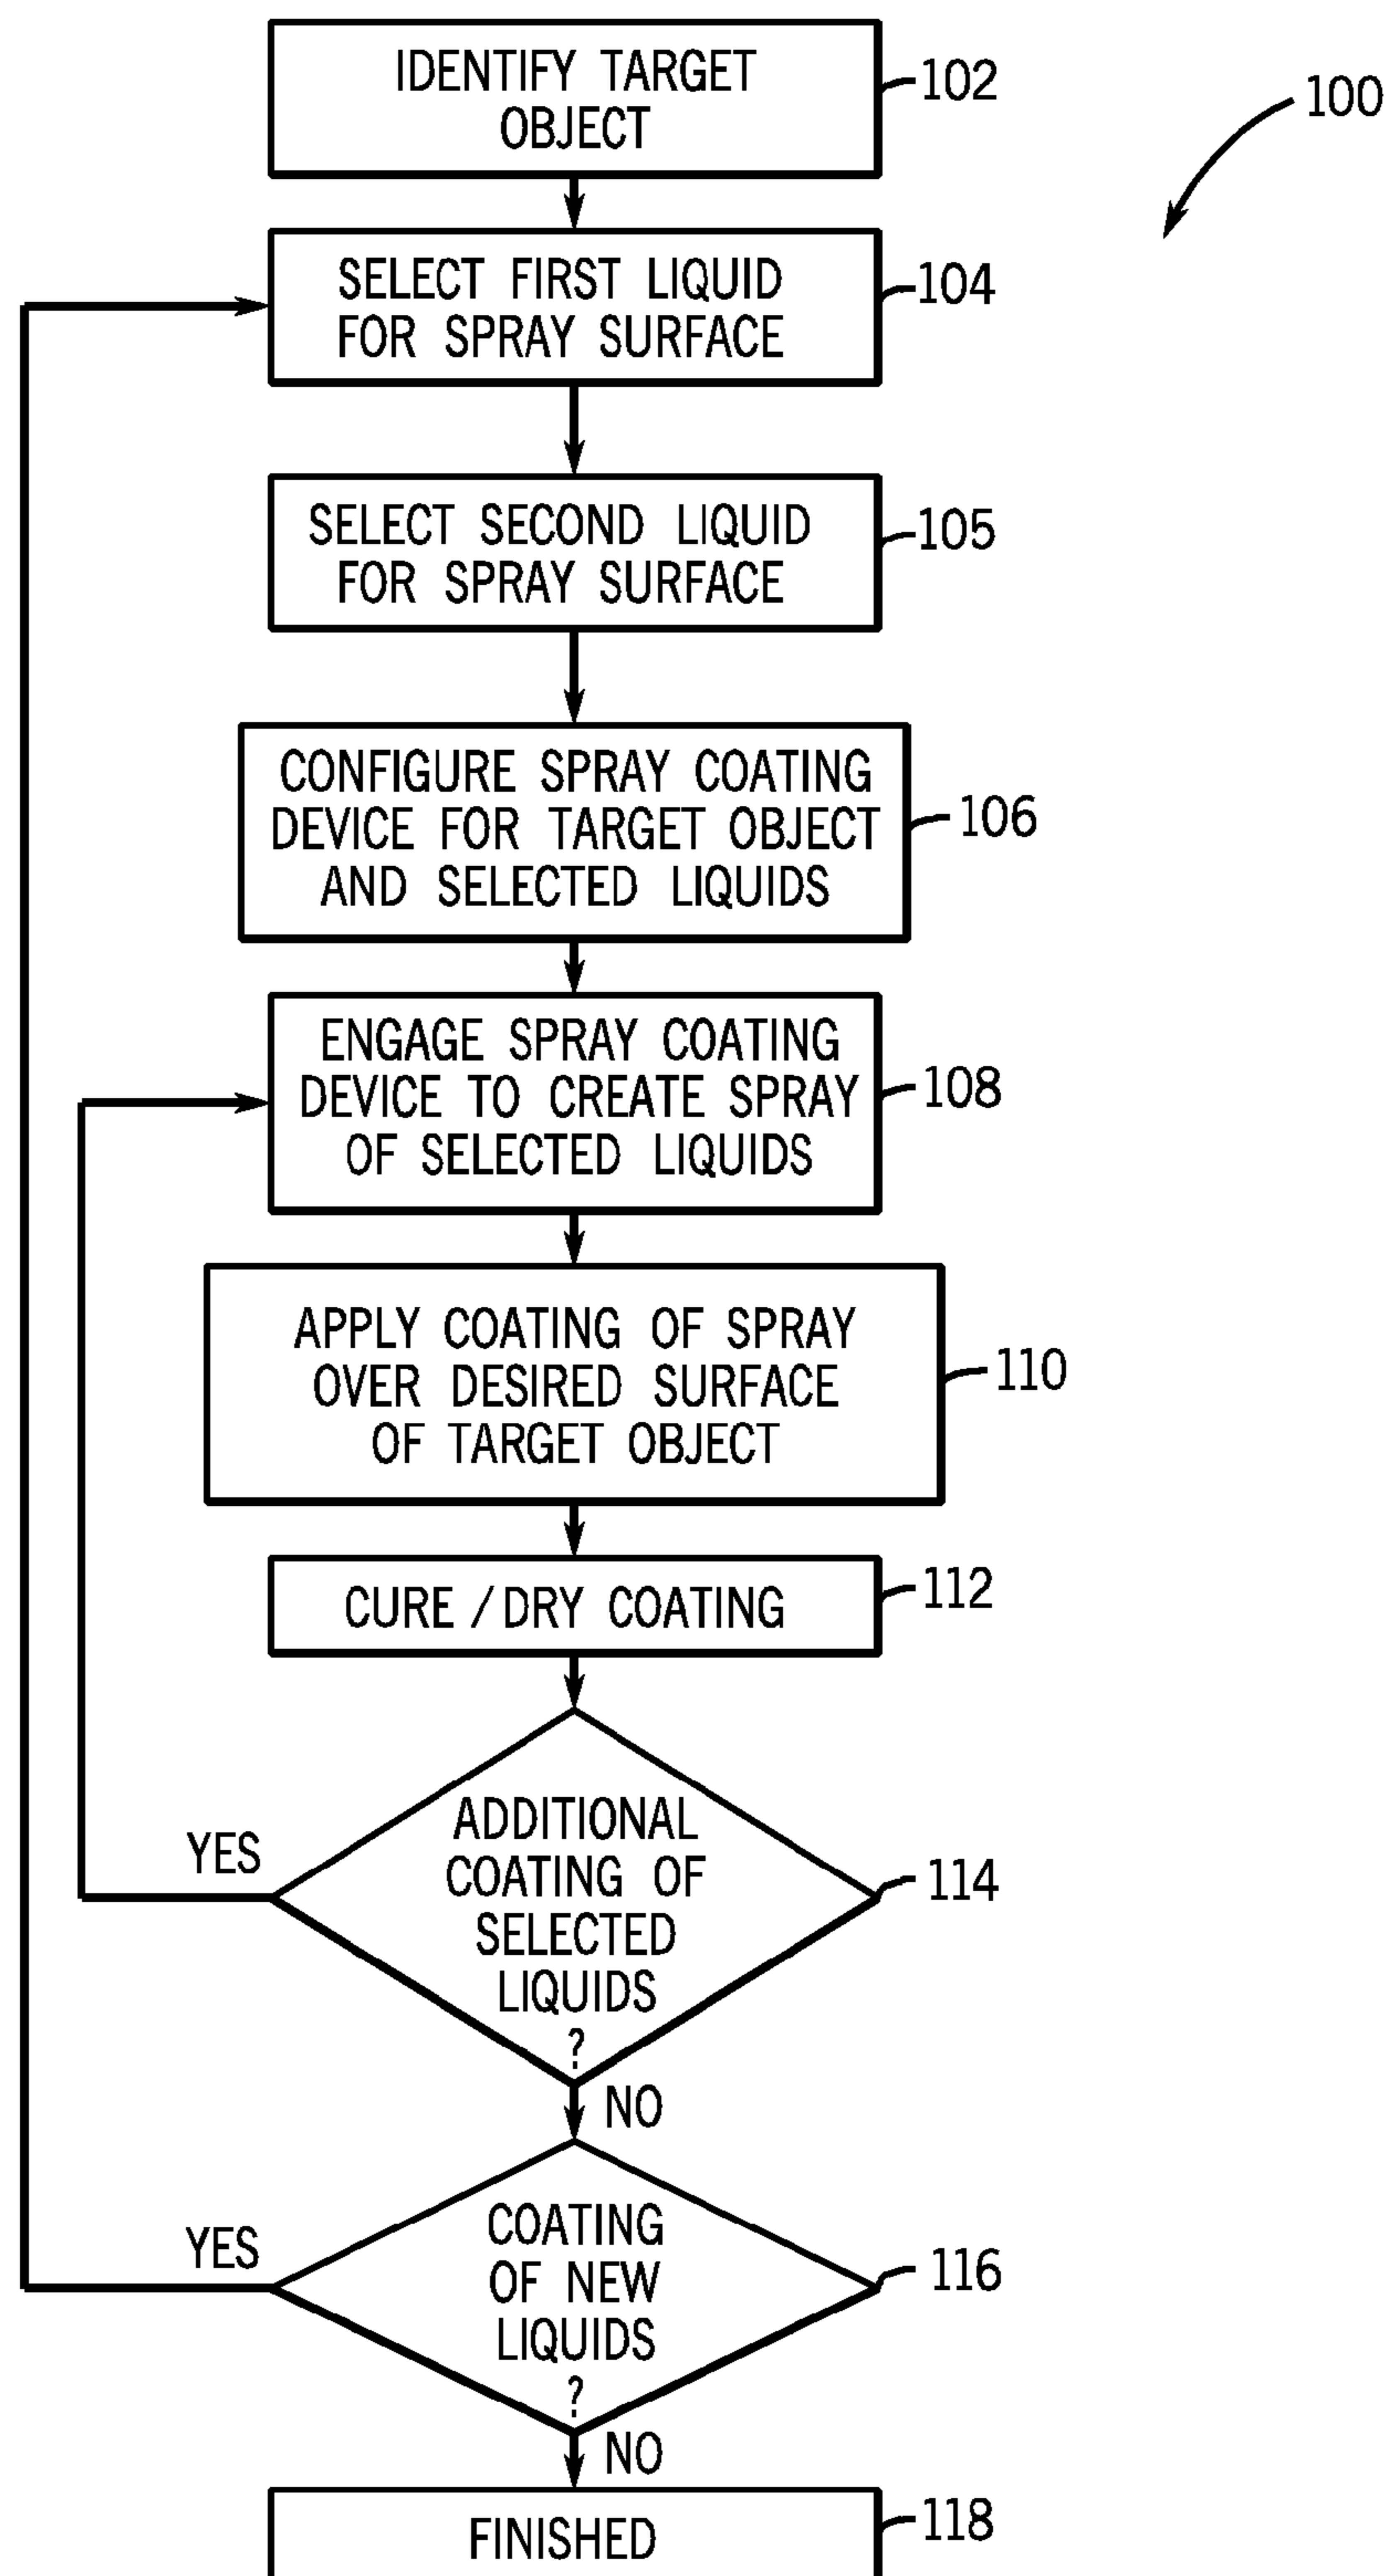 IDENTIFY TARGET
OBJECT
102
100
SELECT FIRST LIQUID
FOR SPRAY SURFACE
104
SELECT SECOND LIQUID
FOR SPRAY SURFACE
105
CONFIGURE SPRAY COATING
DEVICE FOR TARGET OBJECT
AND SELECTED LIQUIDS
106
ENGAGE SPRAY COATING
DEVICE TO CREATE SPRAY
OF SELECTED LIQUIDS
108
APPLY COATING OF SPRAY
OVER DESIRED SURFACE
OF TARGET OBJECT
110
CURE / DRY COATING
112
ADDITIONAL
COATING OF
SELECTED
LIQUIDS
?
YES
114
NO
COATING
OF NEW
LIQUIDS
?
YES
116
NO
FINISHED
118